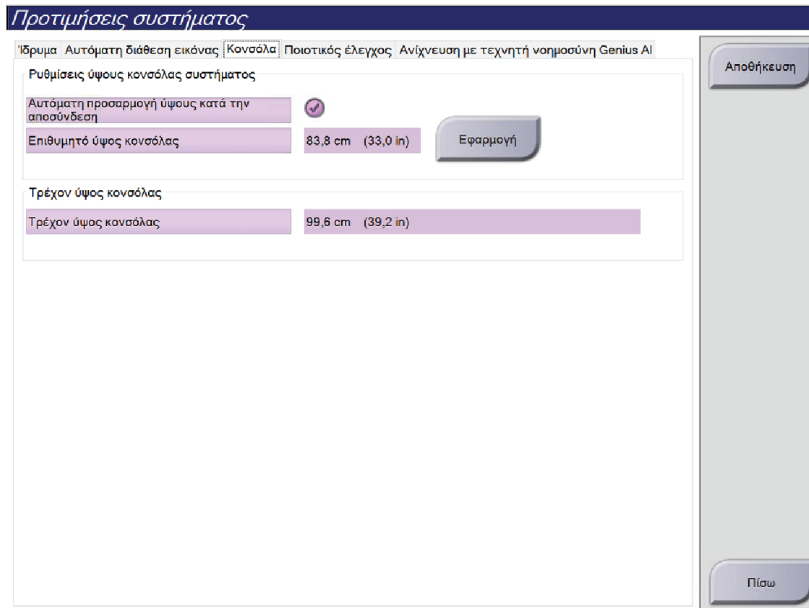 Προτιμήσεις συστήματος
Ίδρυμα Αυτόματη διάθεση εικόνας Κονσόλα Ποιοτικός έλεγχος Ανίχνευση με τεχνητή νοημοσύνη Genius AI
Αποθήκευση
Ρυθμίσεις ύψους κονσόλας συστήματος
Αυτόματη προσαρμογή ύψους κατά την
αποσύνδεση
Επιθυμητό ύψος κονσόλας 83,8 cm (33,0 in) Εφαρμογή
Τρέχον ύψος κονσόλας
Τρέχον ύψος κονσόλας 99,6 cm (39,2 in)
Πίσω